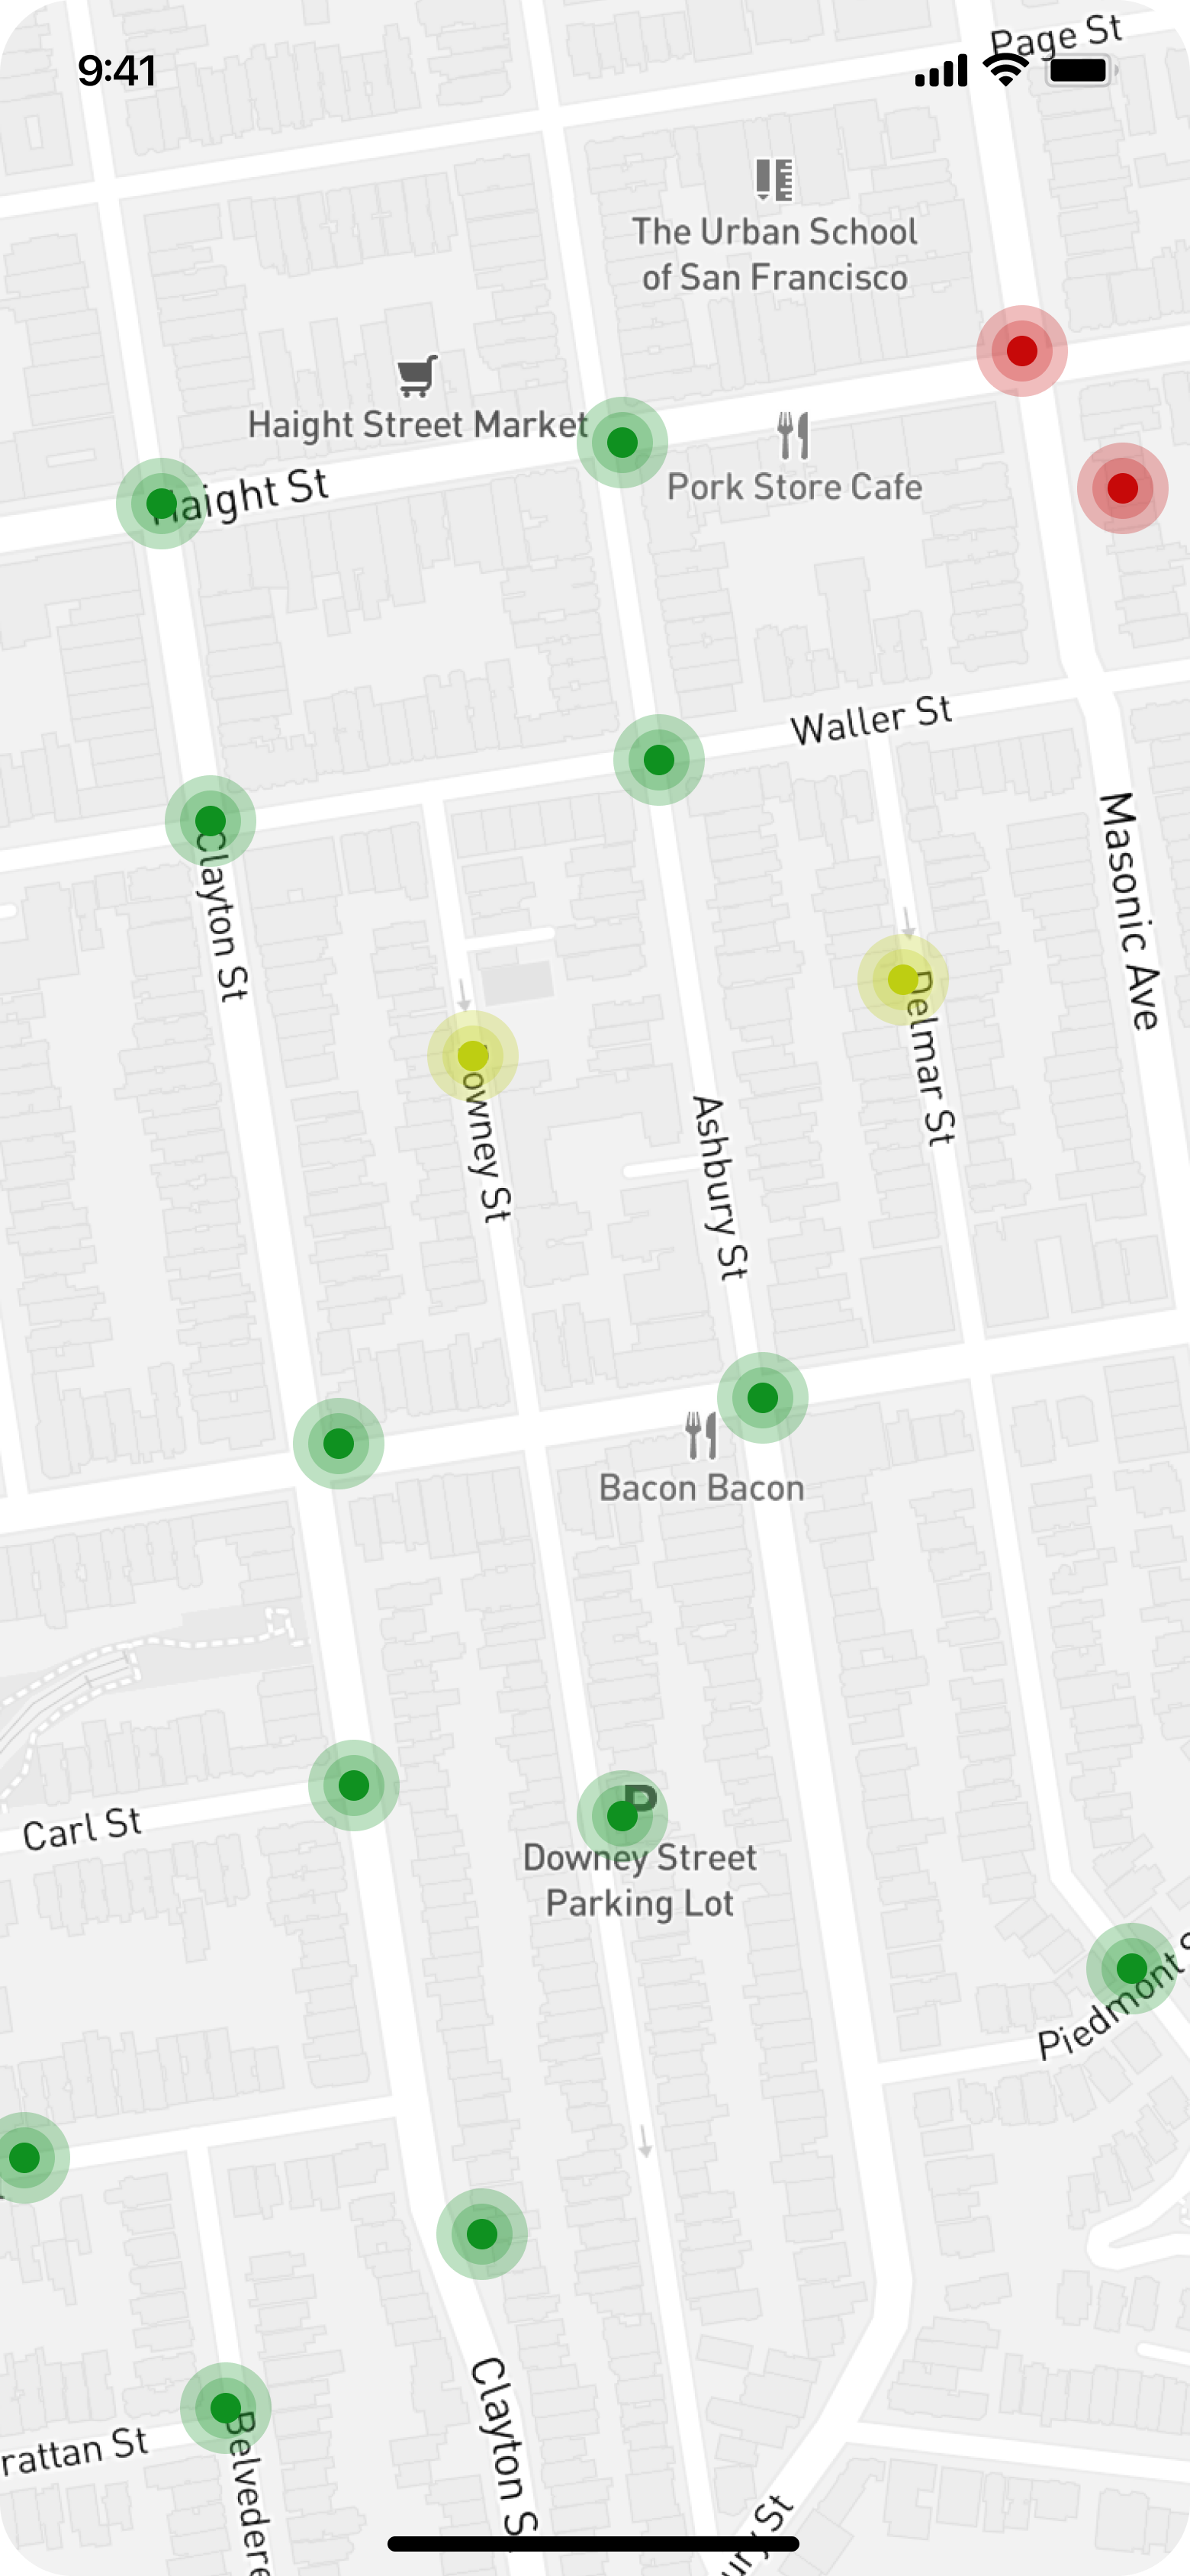 Page St
9:41
The Urban School
of San Francisco
Haight Street Market
Pork Store Cafe
Haight St
Waller St
Masonic Ave
Clayton St
Delmar St
owney St
Ashbury St
Bacon Bacon
Carl St
P
Downey Street
Parking Lot
Piedmont S
Clayton S
rattan St
Belvedere
ury St